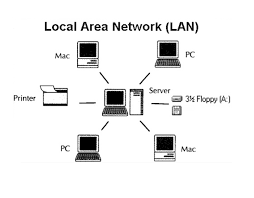 Local Area Network (LAN)
Mac
PC
Printer
Server
3½ Floppy (A:)
PC
Mac